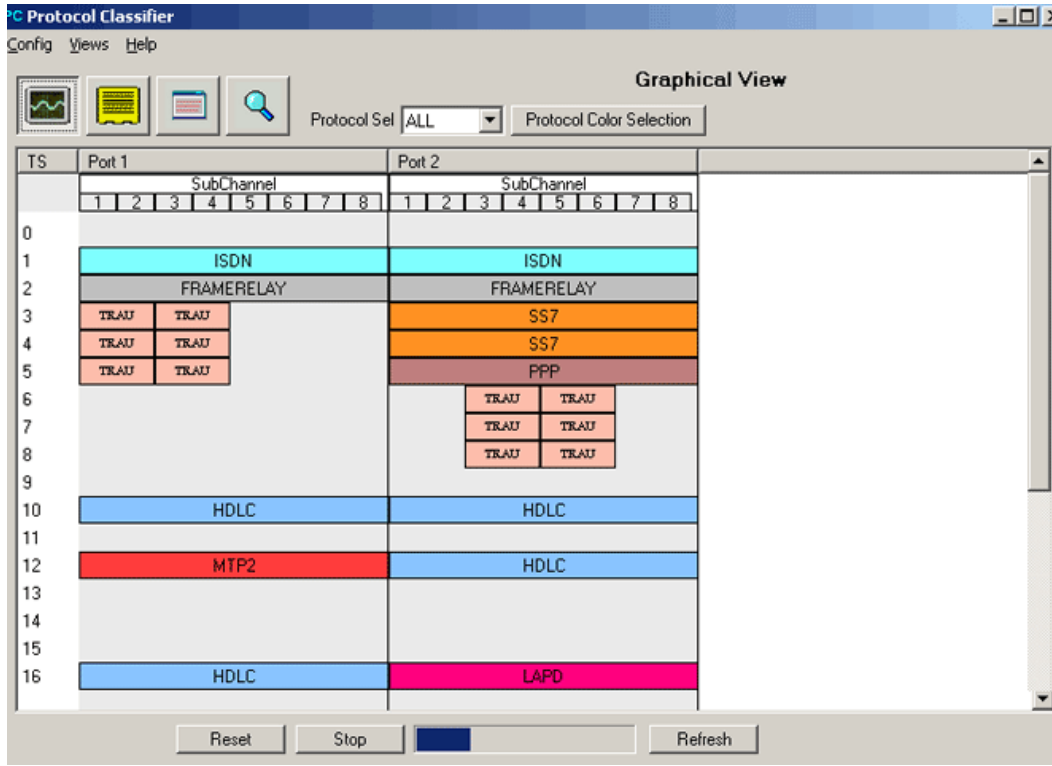 PC Protocol Classifier
Config Views Help
Graphical View
Protocol Sel ALL Protocol Color Selection
TS Port 1 Port 2
SubChannel SubChannel
1 2 3 4 5 6 7 8 1 2 3 4 5 6 7 8
0
1 ISDN ISDN
2 FRAMERELAY FRAMERELAY
3 TRAU TRAU SS7
4 TRAU TRAU SS7
5 TRAU TRAU PPP
6 TRAU TRAU
7 TRAU TRAU
8 TRAU TRAU
9
10 HDLC HDLC
11
12 MTP2 HDLC
13
14
15
16 HDLC LAPD
Reset Stop Refresh